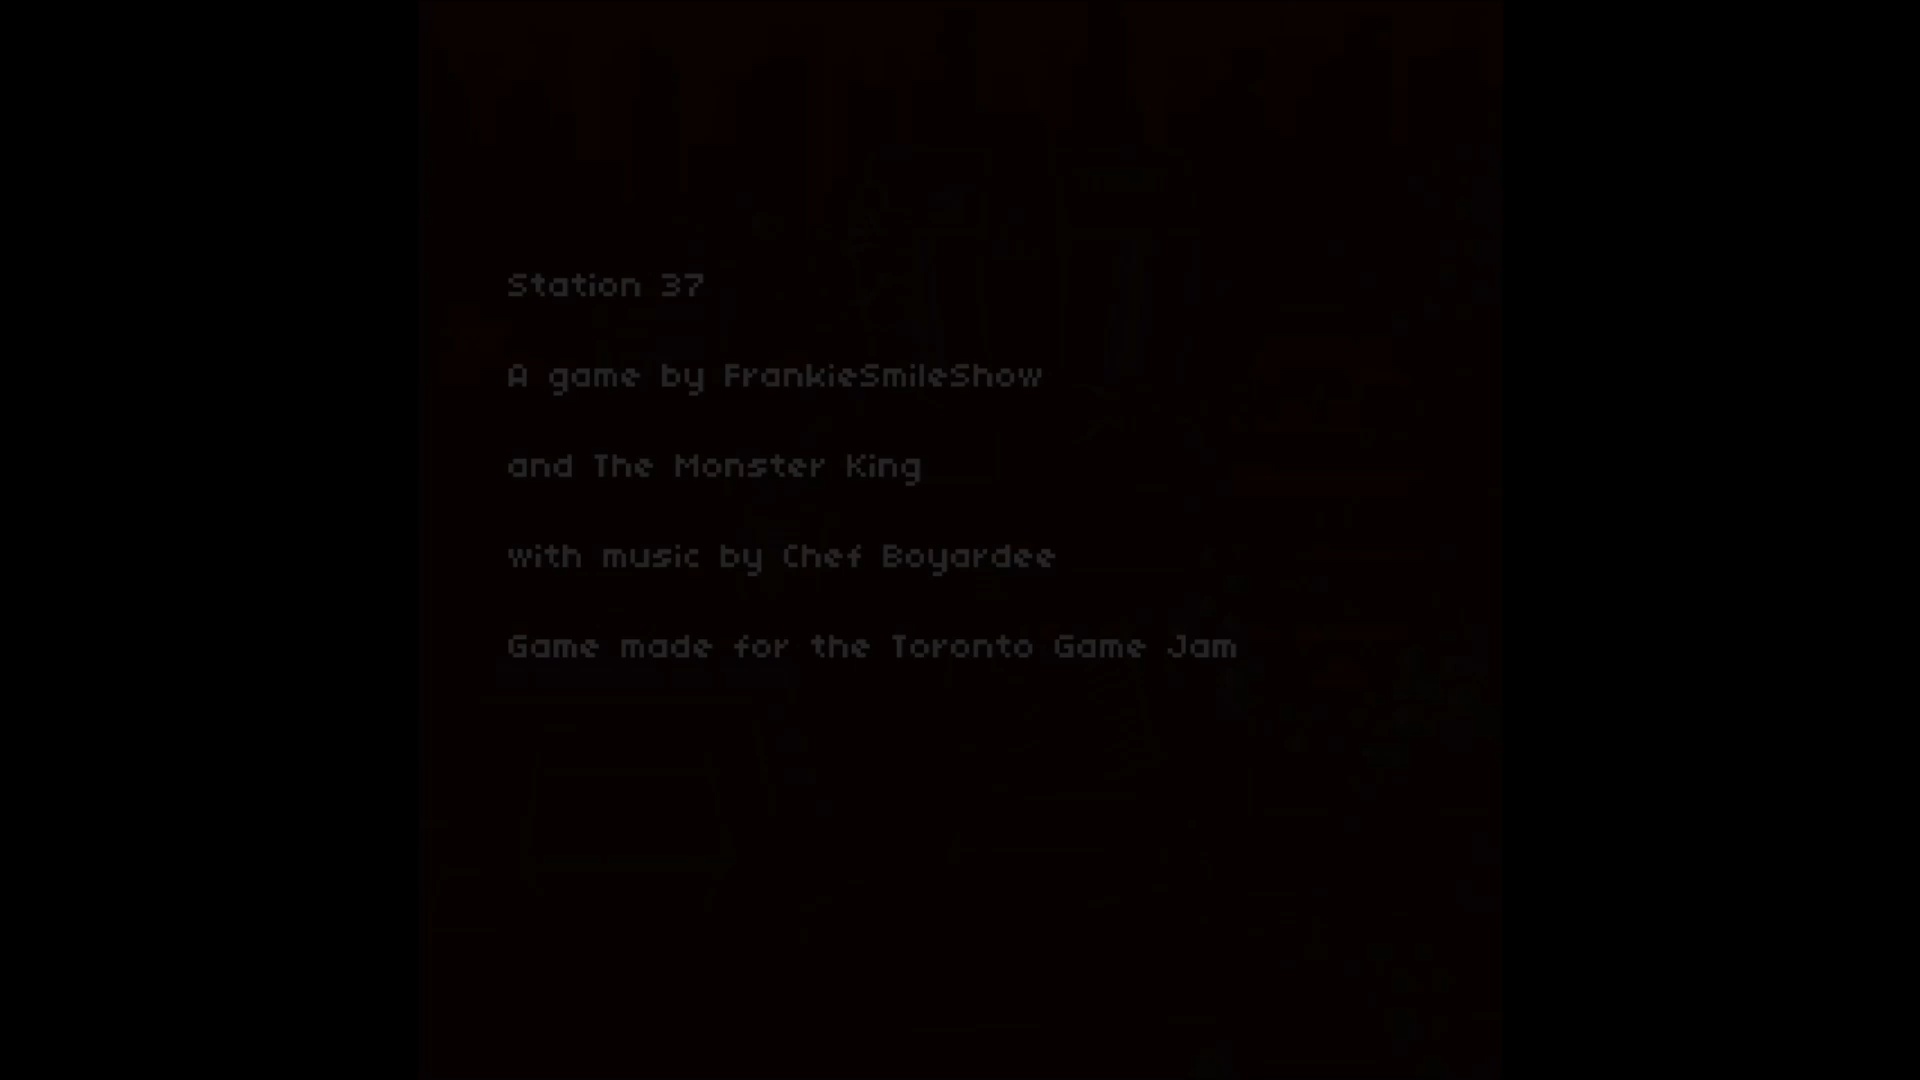 Station 37
A game by FrankieSmileShow
and The Monster King
with music by Chef Boyardee
Game made for the Toronto Game Jam